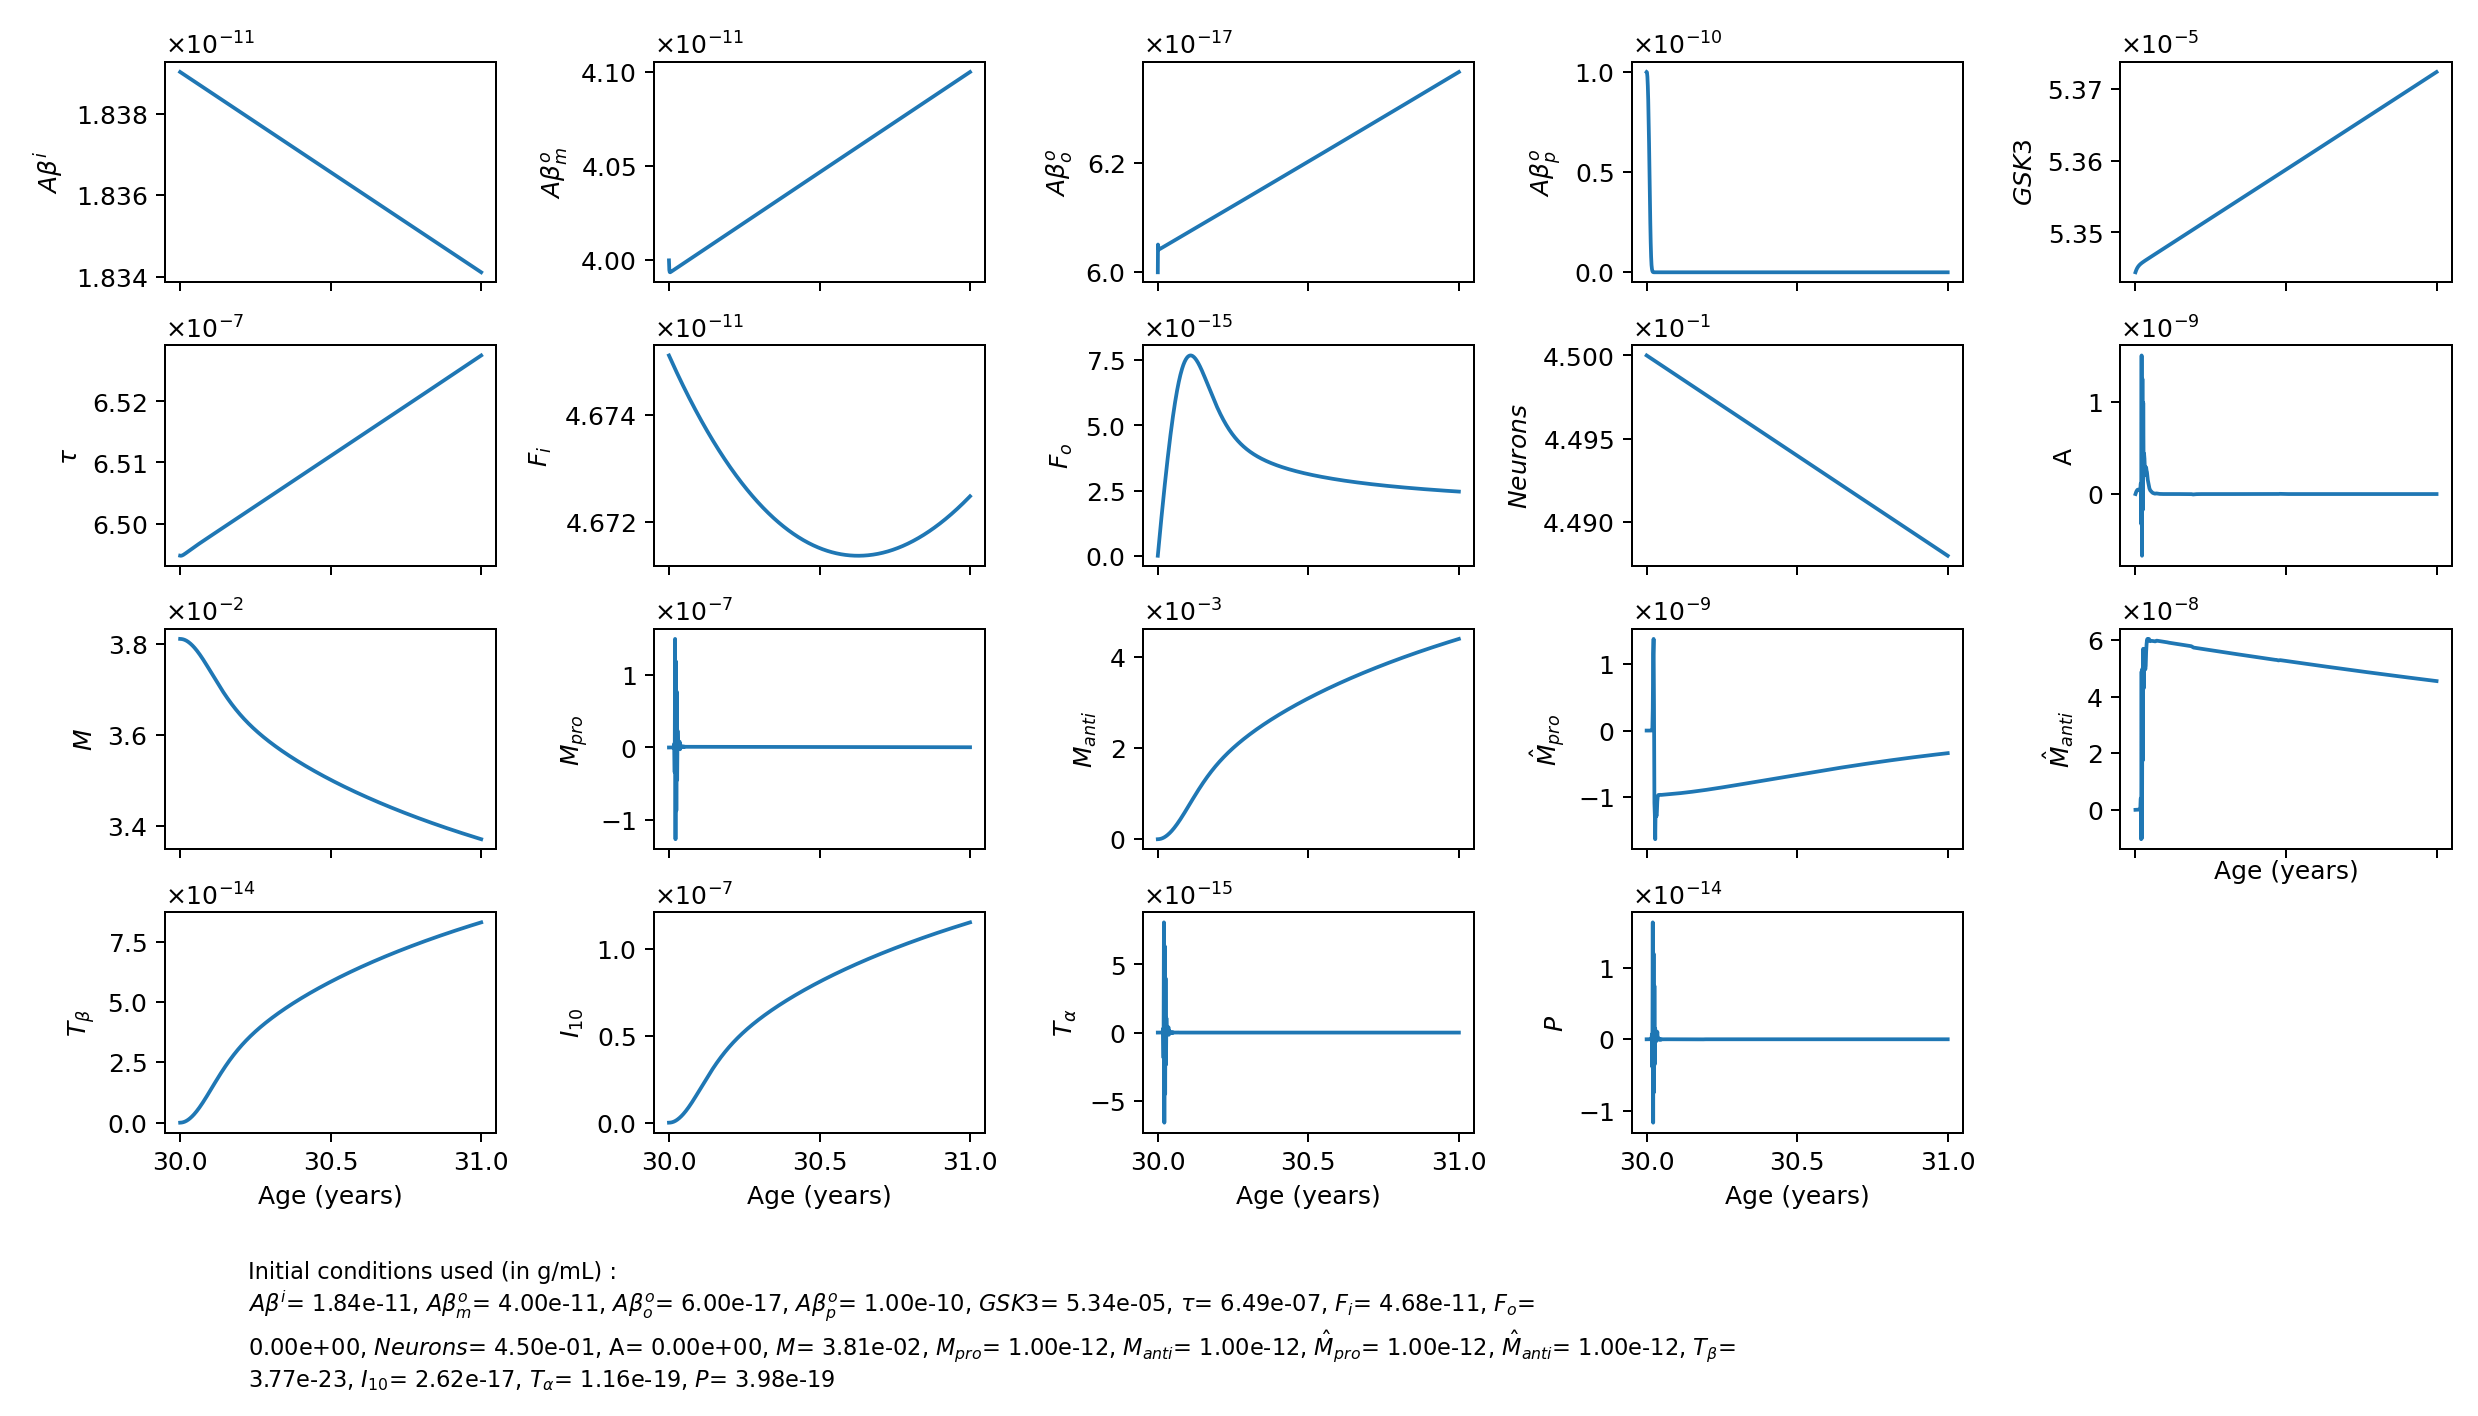 ×10⁻¹¹ ×10⁻¹¹ ×10⁻¹⁷ ×10⁻¹⁰ ×10⁻⁵
Aβⁱ 1.838 1.836 1.834
Aβₘᵒ 4.10 4.05 4.00
Aβₒᵒ 6.2 6.0
Aβₚᵒ 1.0 0.5 0.0
GSK3 5.37 5.36 5.35
×10⁻⁷ ×10⁻¹¹ ×10⁻¹⁵ ×10⁻¹ ×10⁻⁹
τ 6.52 6.51 6.50
Fᵢ 4.674 4.672
Fₒ 7.5 5.0 2.5 0.0
Neurons 4.500 4.495 4.490
A 1 0
×10⁻² ×10⁻⁷ ×10⁻³ ×10⁻⁹ ×10⁻⁸
M 3.8 3.6 3.4
Mₚᵣₒ 1 0 −1
Mₐₙₜᵢ 4 2 0
M̂ₚᵣₒ 1 0 −1
M̂ₐₙₜᵢ 6 4 2 0
Age (years)
×10⁻¹⁴ ×10⁻⁷ ×10⁻¹⁵ ×10⁻¹⁴
Tᵦ 7.5 5.0 2.5 0.0
I₁₀ 1.0 0.5 0.0
T_α 5 0 −5
P 1 0 −1
30.0 30.5 31.0 30.0 30.5 31.0 30.0 30.5 31.0 30.0 30.5 31.0
Age (years) Age (years) Age (years) Age (years)
Initial conditions used (in g/mL) :
Aβⁱ= 1.84e-11, Aβₘᵒ= 4.00e-11, Aβₒᵒ= 6.00e-17, Aβₚᵒ= 1.00e-10, GSK3= 5.34e-05, τ= 6.49e-07, Fᵢ= 4.68e-11, Fₒ=
0.00e+00, Neurons= 4.50e-01, A= 0.00e+00, M= 3.81e-02, Mₚᵣₒ= 1.00e-12, Mₐₙₜᵢ= 1.00e-12, M̂ₚᵣₒ= 1.00e-12, M̂ₐₙₜᵢ= 1.00e-12, Tᵦ=
3.77e-23, I₁₀= 2.62e-17, T_α= 1.16e-19, P= 3.98e-19